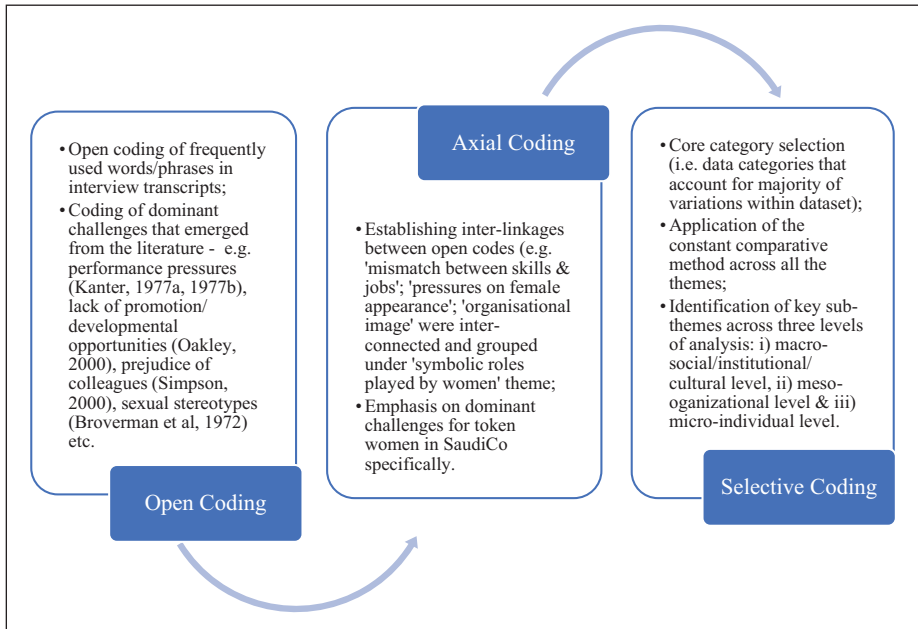 • Open coding of frequently
used words/phrases in
interview transcripts;
• Coding of dominant
challenges that emerged
from the literature - e.g.
performance pressures
(Kanter, 1977a, 1977b),
lack of promotion/
developmental
opportunities (Oakley,
2000), prejudice of
colleagues (Simpson,
2000), sexual stereotypes
(Broverman et al, 1972)
etc.
Open Coding
Axial Coding
• Establishing inter-linkages
between open codes (e.g.
'mismatch between skills &
jobs'; 'pressures on female
appearance'; 'organisational
image' were inter-
connected and grouped
under 'symbolic roles
played by women' theme;
• Emphasis on dominant
challenges for token
women in SaudiCo
specifically.
• Core category selection
(i.e. data categories that
account for majority of
variations within dataset);
• Application of the
constant comparative
method across all the
themes;
• Identification of key sub-
themes across three levels
of analysis: i) macro-
social/institutional/
cultural level, ii) meso-
oganizational level & iii)
micro-individual level.
Selective Coding